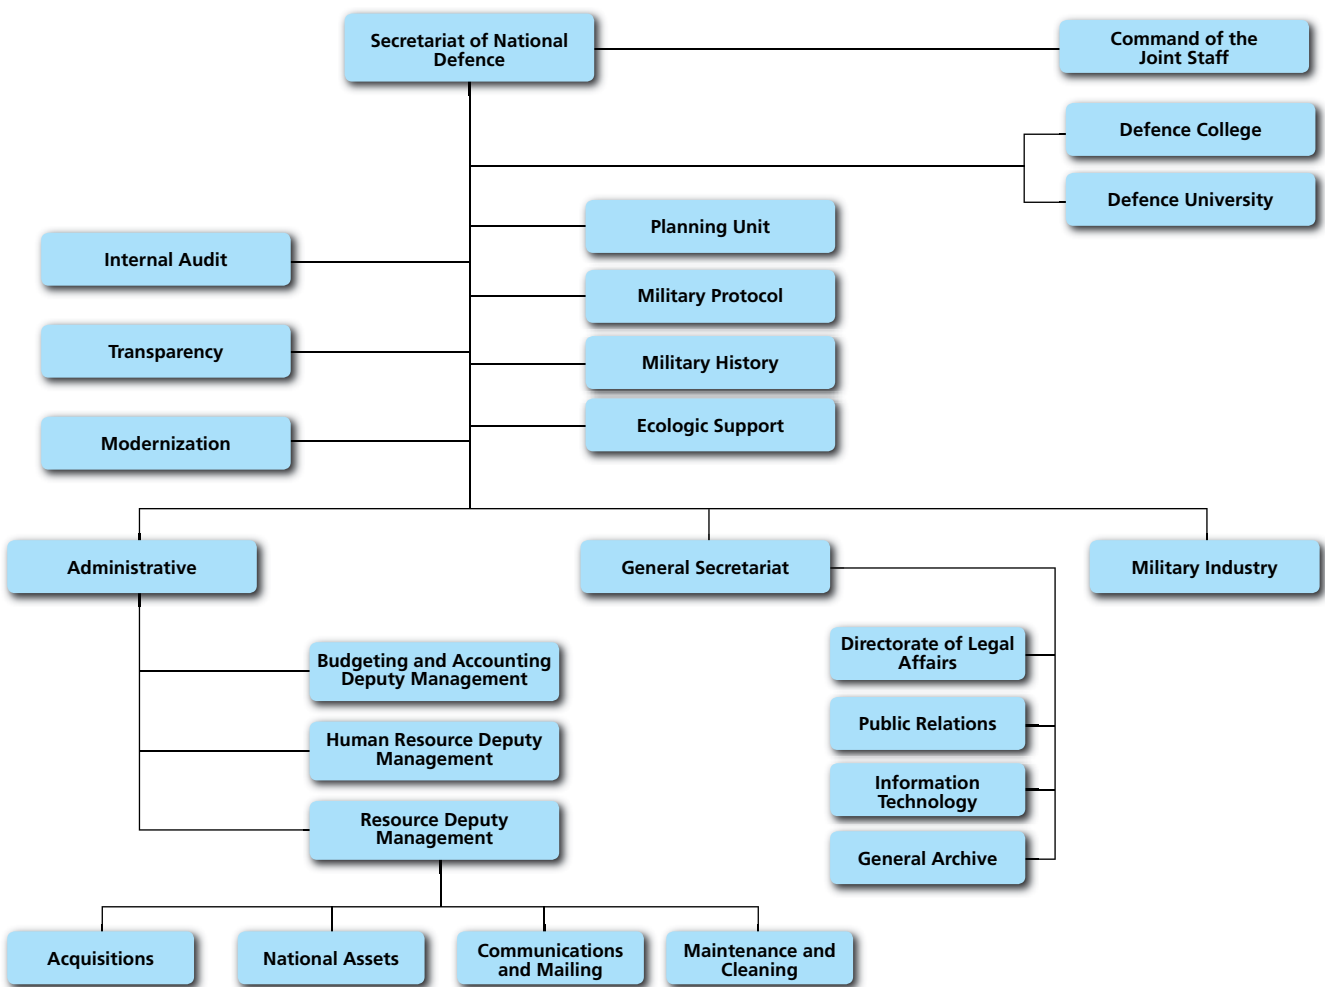 Secretariat of National
Defence
Command of the
Joint Staff
Defence College
Defence University
Planning Unit
Internal Audit
Military Protocol
Transparency
Military History
Ecologic Support
Modernization
Administrative
General Secretariat
Military Industry
Budgeting and Accounting
Deputy Management
Human Resource Deputy
Management
Resource Deputy
Management
Directorate of Legal
Affairs
Public Relations
Information
Technology
General Archive
Acquisitions
National Assets
Communications
and Mailing
Maintenance and
Cleaning